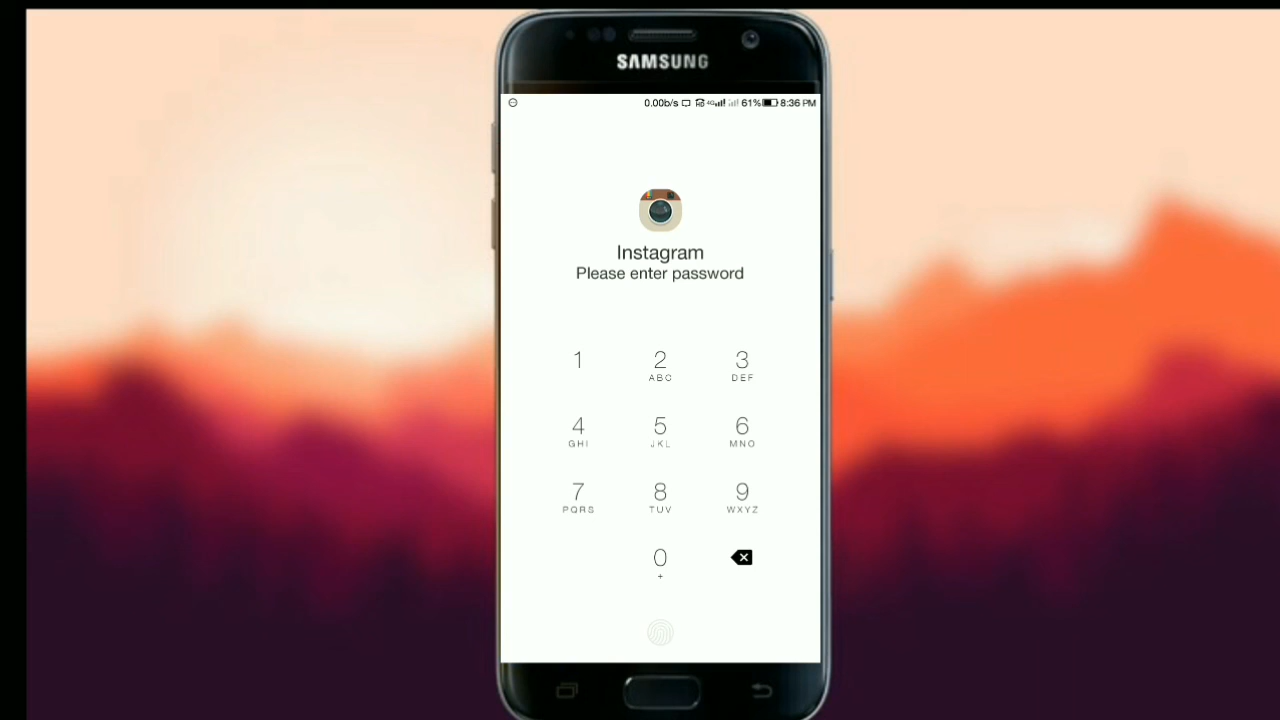 SAMSUNG
0.00b/s 4G 61% 8:36 PM
Instagram
Please enter password
1 2 3
ABC DEF
4 5 6
GHI JKL MNO
7 8 9
PQRS TUV WXYZ
0
+